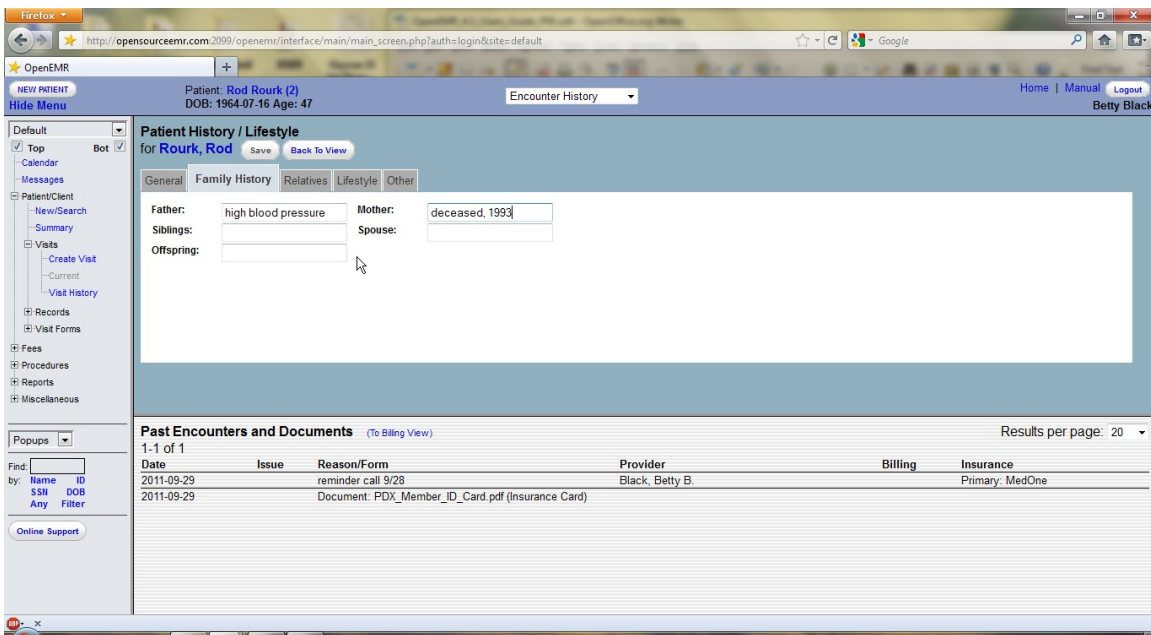 Firefox
http://opensourceemr.com:2099/openemr/interface/main/main_screen.php?auth=login&site=default
Google
OpenEMR
NEW PATIENT
Hide Menu
Patient: Rod Rourk (2)
DOB: 1964-07-16 Age: 47
Encounter History
Home | Manual Logout
Betty Black
Default
Top Bot
Calendar
Messages
Patient/Client
New/Search
Summary
Visits
Create Visit
Current
Visit History
Records
Visit Forms
Fees
Procedures
Reports
Miscellaneous
Popups
Find:
by: Name ID
SSN DOB
Any Filter
Online Support
Patient History / Lifestyle
for Rourk, Rod Save Back To View
General Family History Relatives Lifestyle Other
Father: high blood pressure Mother: deceased, 1993
Siblings: Spouse:
Offspring:
Past Encounters and Documents (To Billing View) Results per page: 20
1-1 of 1
Date Issue Reason/Form Provider Billing Insurance
2011-09-29 reminder call 9/28 Black, Betty B. Primary: MedOne
2011-09-29 Document: PDX_Member_ID_Card.pdf (Insurance Card)
ABP x